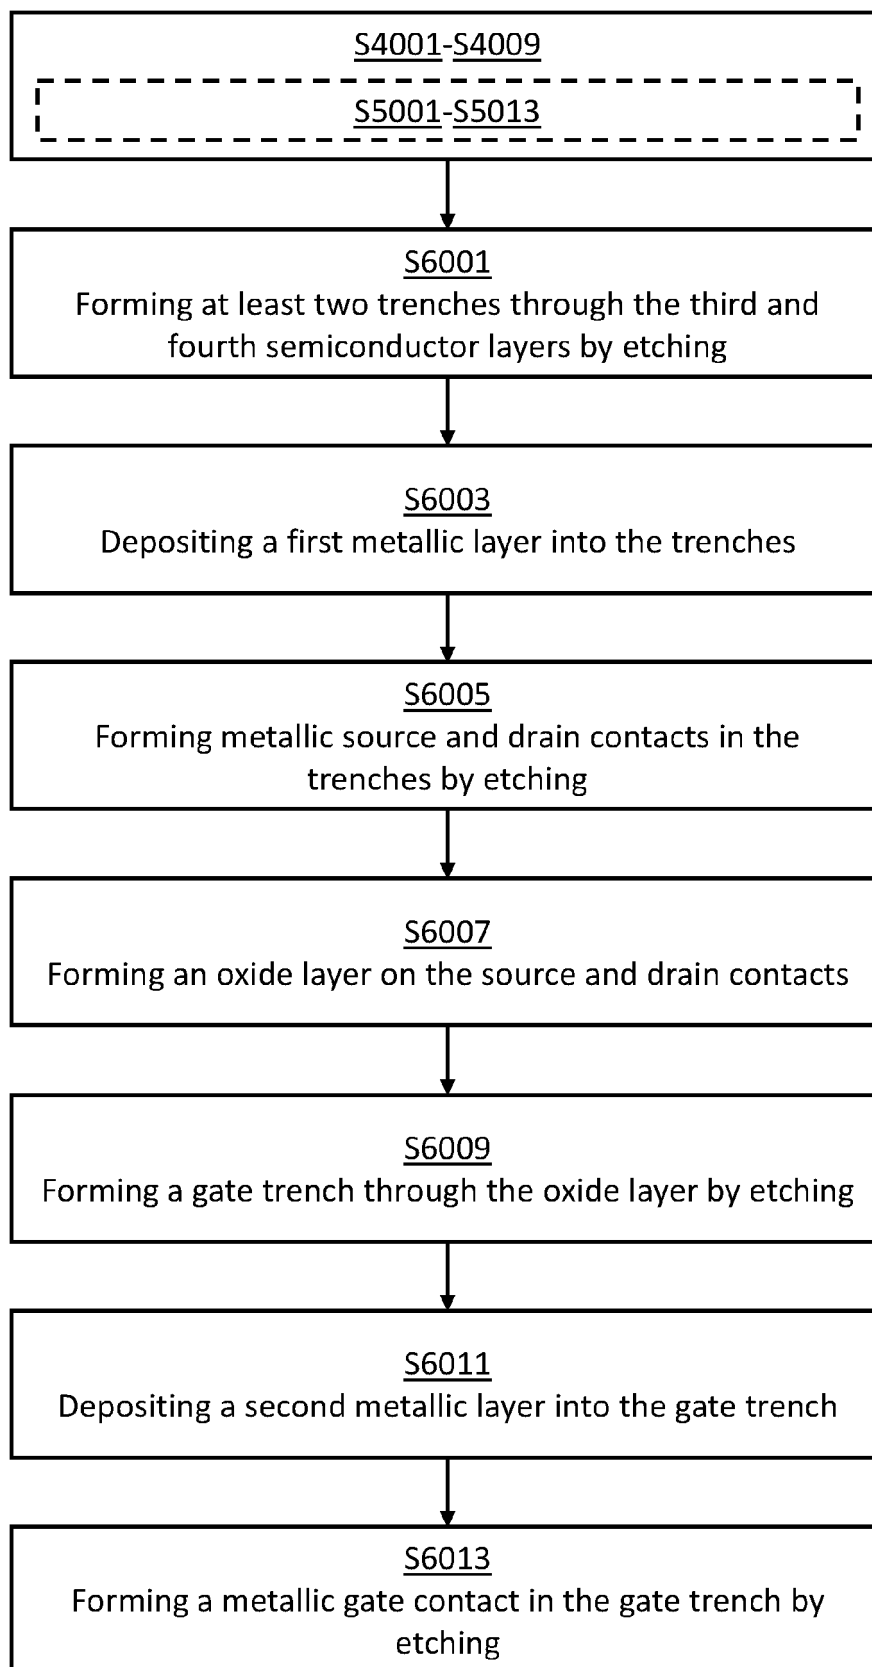 S4001-S4009
S5001-S5013
S6001
Forming at least two trenches through the third and
fourth semiconductor layers by etching
S6003
Depositing a first metallic layer into the trenches
S6005
Forming metallic source and drain contacts in the
trenches by etching
S6007
Forming an oxide layer on the source and drain contacts
S6009
Forming a gate trench through the oxide layer by etching
S6011
Depositing a second metallic layer into the gate trench
S6013
Forming a metallic gate contact in the gate trench by
etching